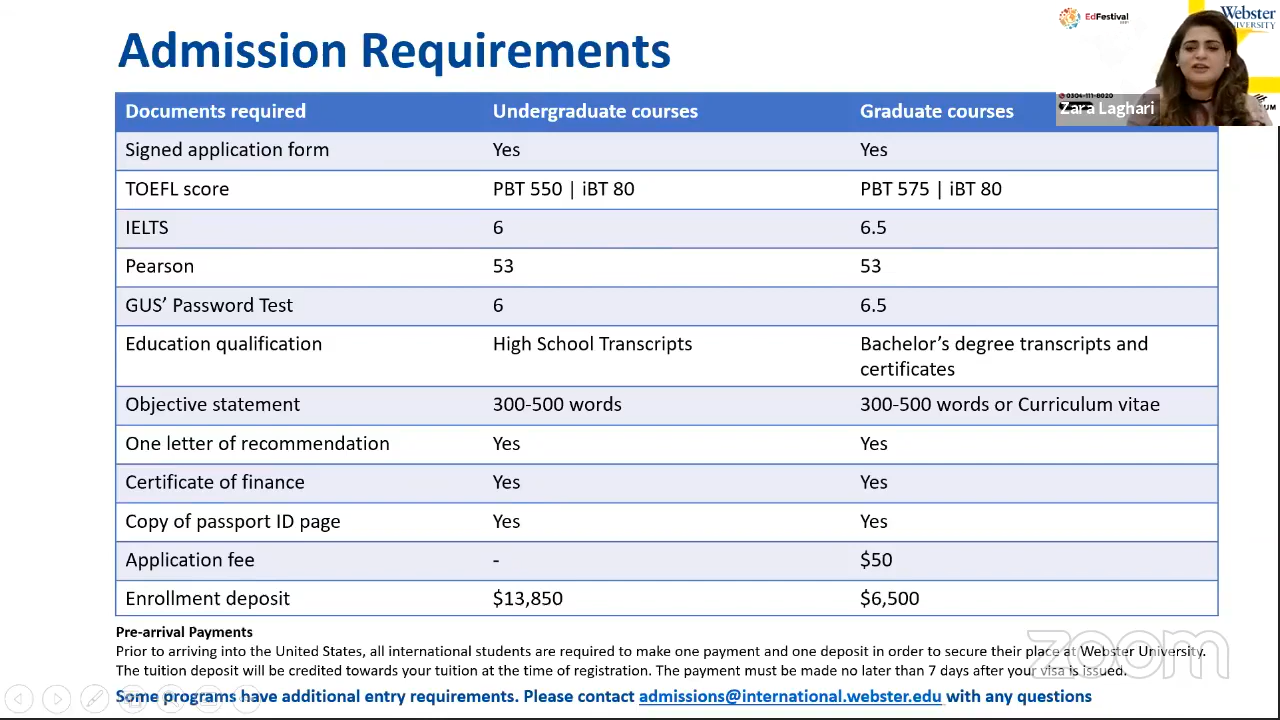 EdFestival
Webster
UNIVERSITY
Admission Requirements
0304-111-8020
Zara Laghari
Documents required Undergraduate courses Graduate courses
Signed application form Yes Yes
TOEFL score PBT 550 | iBT 80 PBT 575 | iBT 80
IELTS 6 6.5
Pearson 53 53
GUS’ Password Test 6 6.5
Education qualification High School Transcripts Bachelor’s degree transcripts and
certificates
Objective statement 300-500 words 300-500 words or Curriculum vitae
One letter of recommendation Yes Yes
Certificate of finance Yes Yes
Copy of passport ID page Yes Yes
Application fee - $50
Enrollment deposit $13,850 $6,500
Pre-arrival Payments
Prior to arriving into the United States, all international students are required to make one payment and one deposit in order to secure their place at Webster University.
The tuition deposit will be credited towards your tuition at the time of registration. The payment must be made no later than 7 days after your visa is issued.
zoom
Some programs have additional entry requirements. Please contact admissions@international.webster.edu with any questions